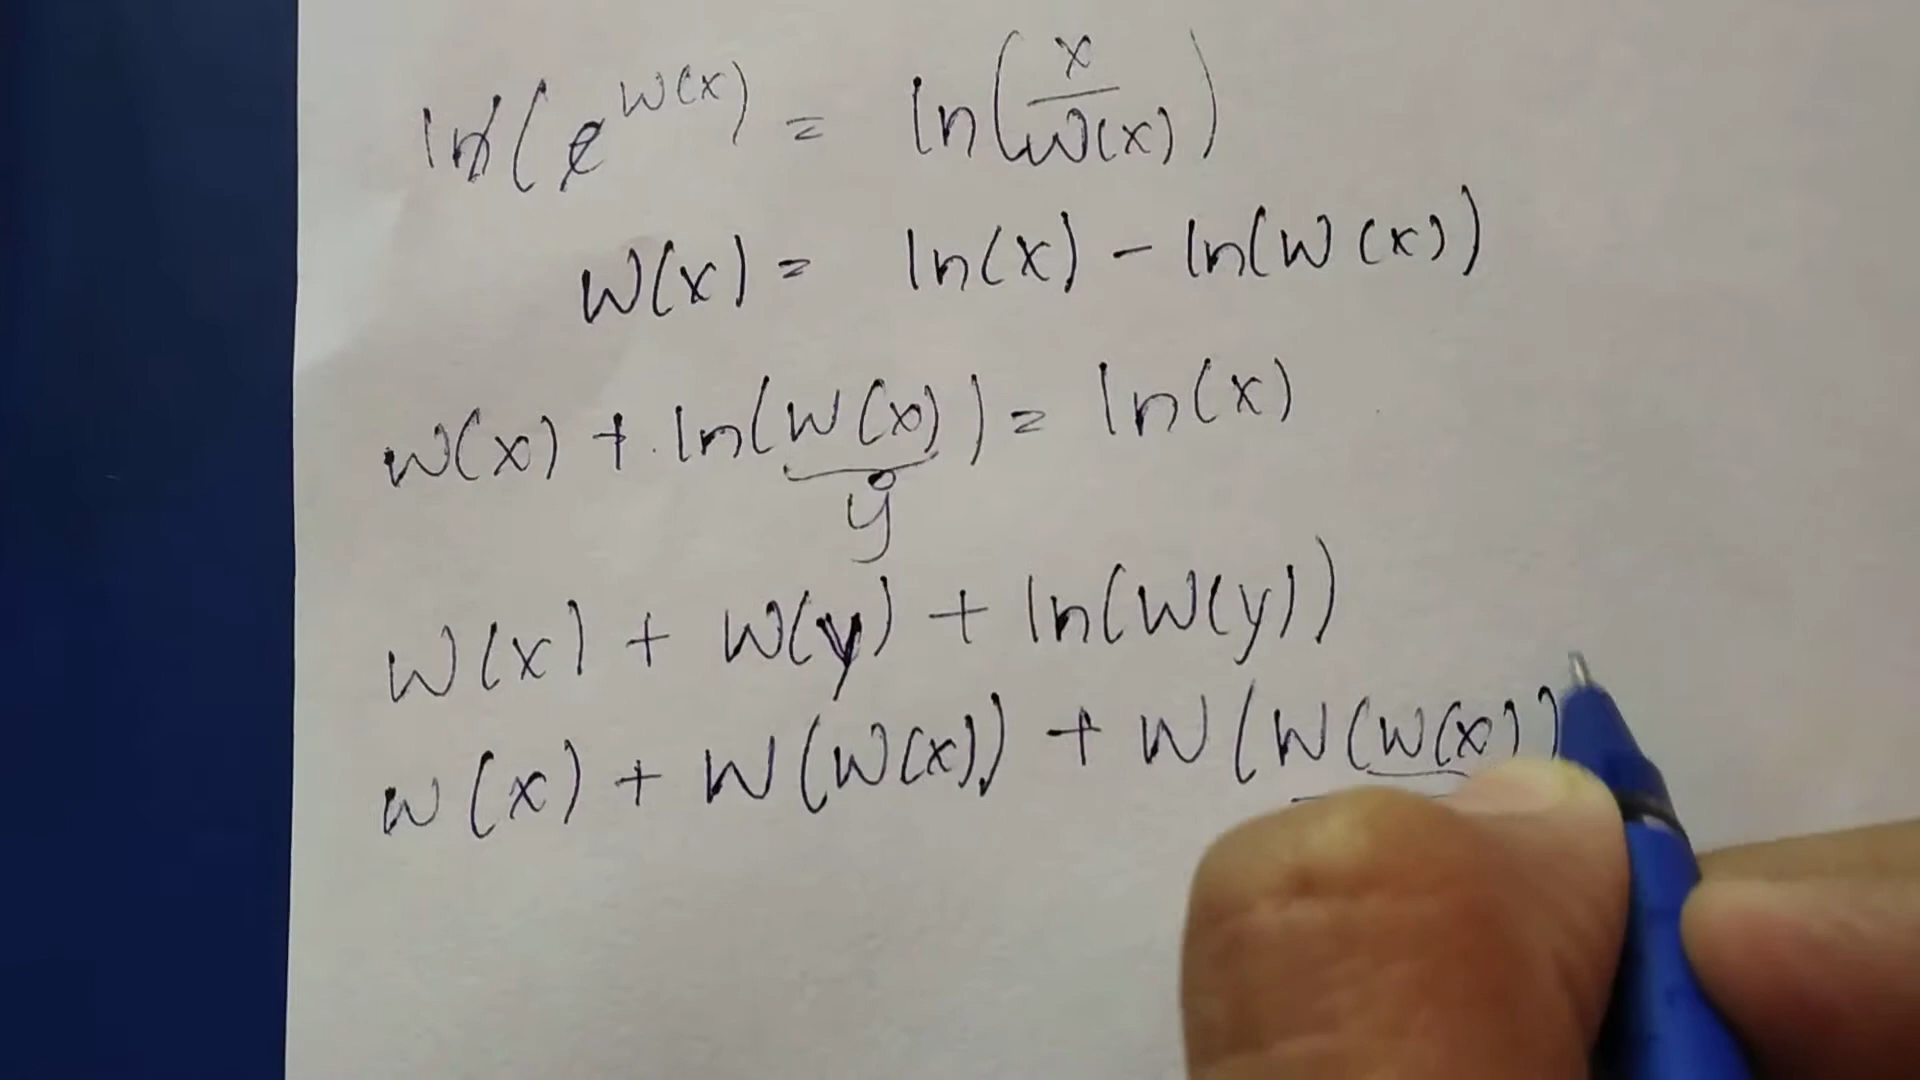 ln(e^W(x)) = ln(x/W(x))
W(x) = ln(x) - ln(W(x))
W(x) + ln(W(x)) = ln(x)
y
W(x) + W(y) + ln(W(y))
W(x) + W(W(x)) + W(W(W(x))